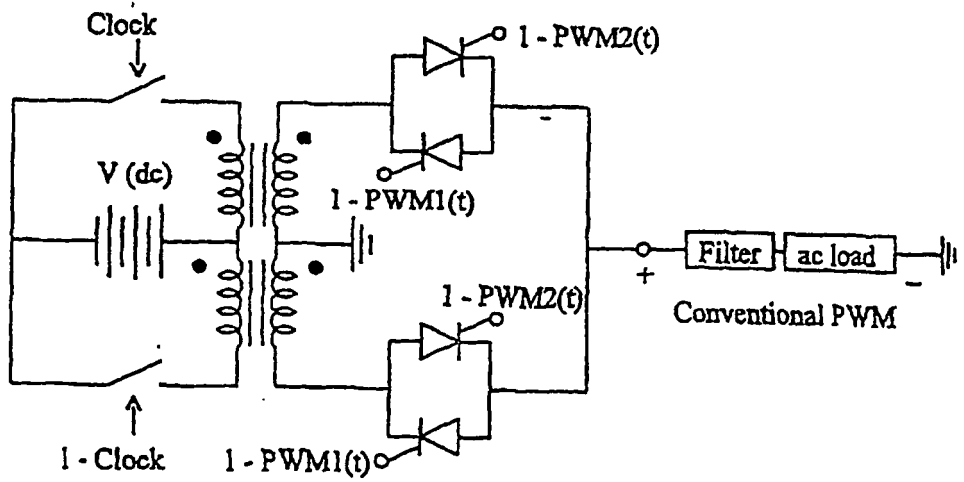 Clock
1 - PWM2(t)
V (dc)
1 - PWM1(t)
+
-
Filter
ac load
-
1 - PWM2(t)
Conventional PWM
1 - Clock
1 - PWM1(t)